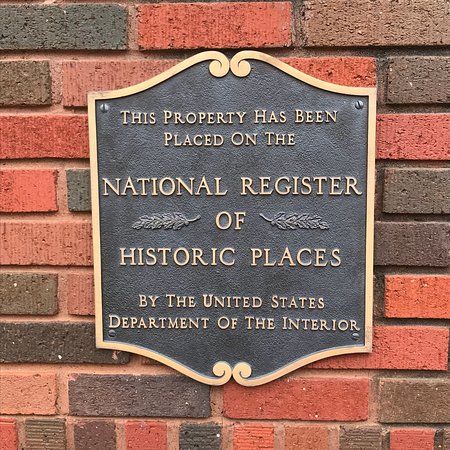 This Property Has Been
Placed On The
NATIONAL REGISTER
OF
HISTORIC PLACES
By The United States
Department Of The Interior